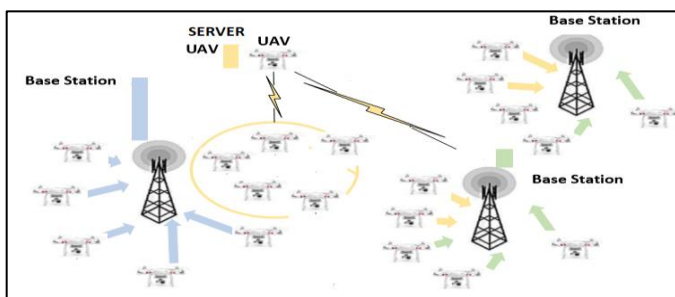 SERVER
UAV
UAV
Base Station
Base Station
Base Station